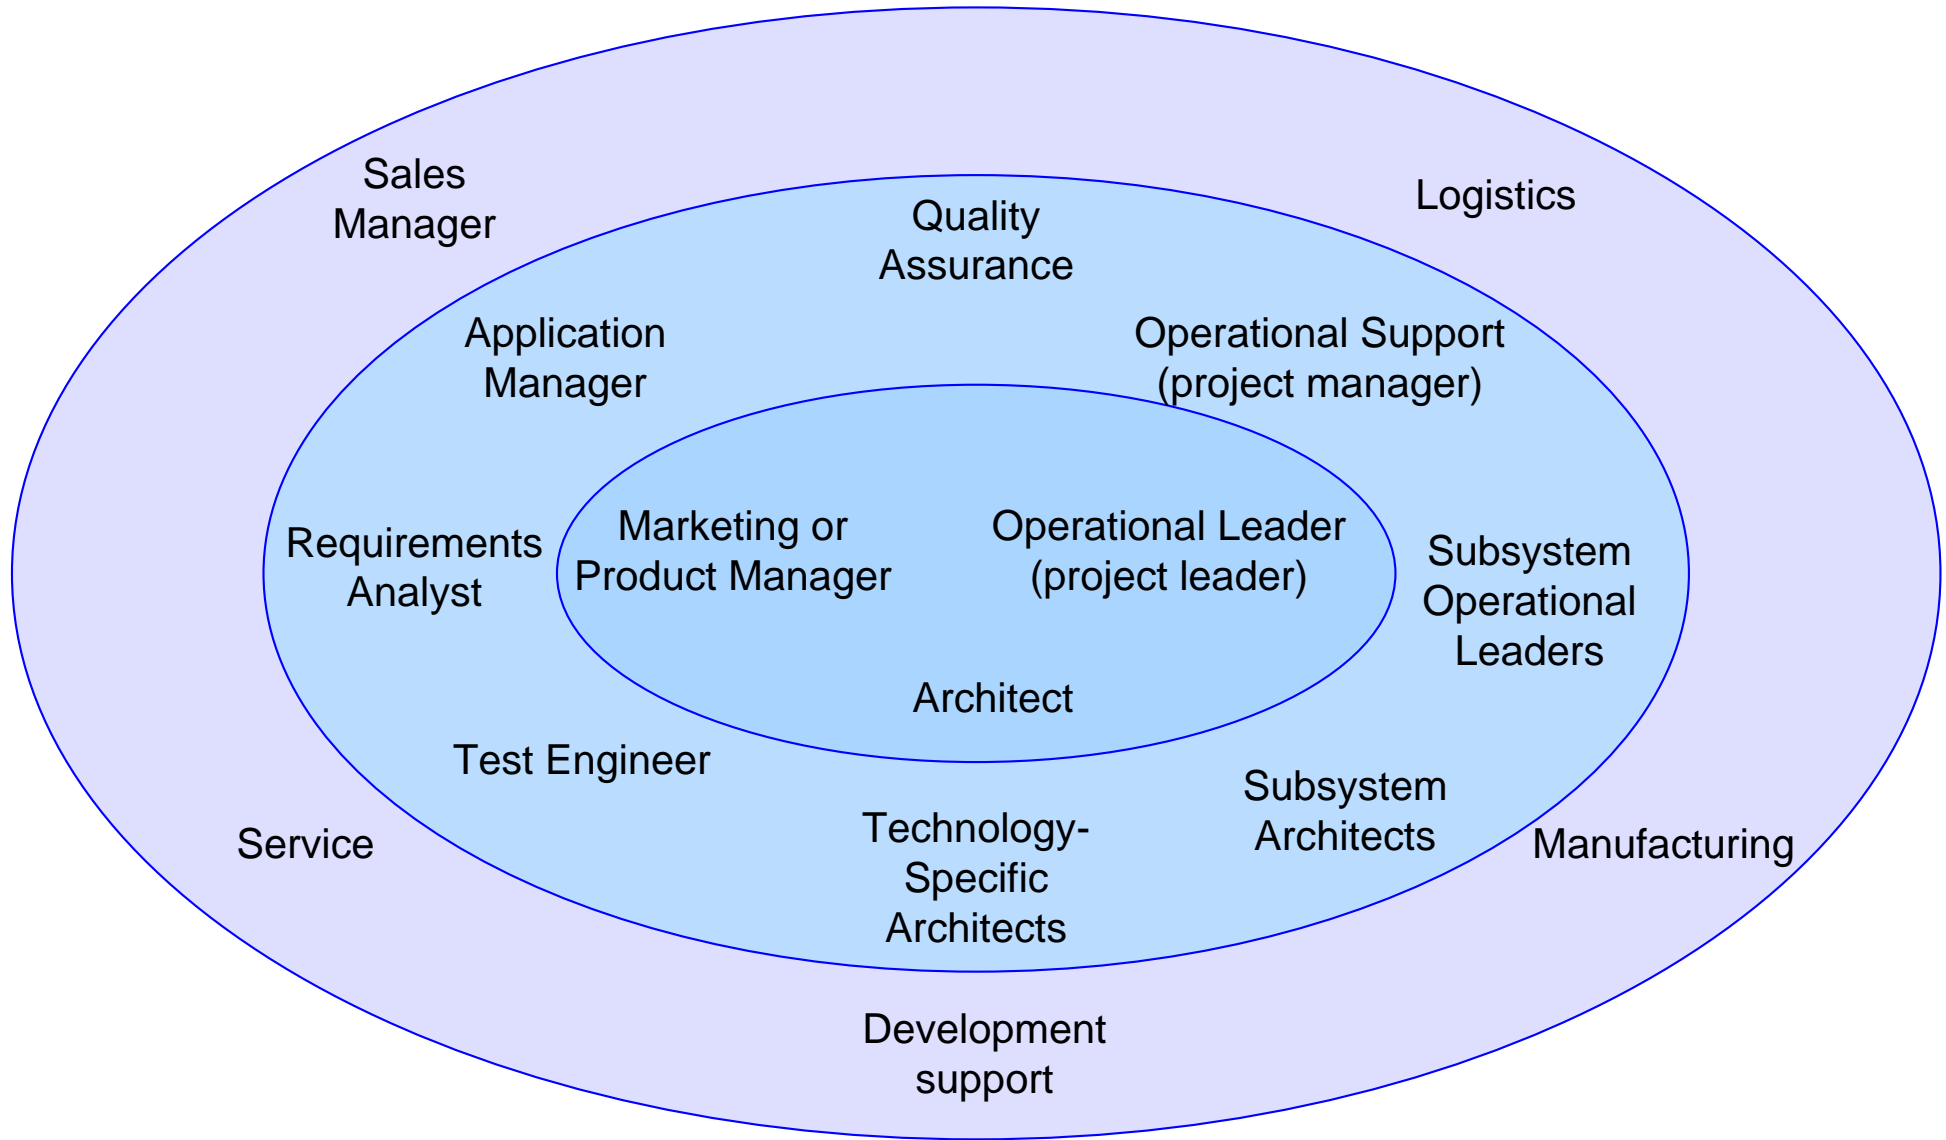 Sales
Manager
Logistics
Quality
Assurance
Application
Manager
Operational Support
(project manager)
Marketing or
Product Manager
Operational Leader
(project leader)
Requirements
Analyst
Subsystem
Operational
Leaders
Architect
Test Engineer
Subsystem
Architects
Technology-
Specific
Architects
Service
Manufacturing
Development
support